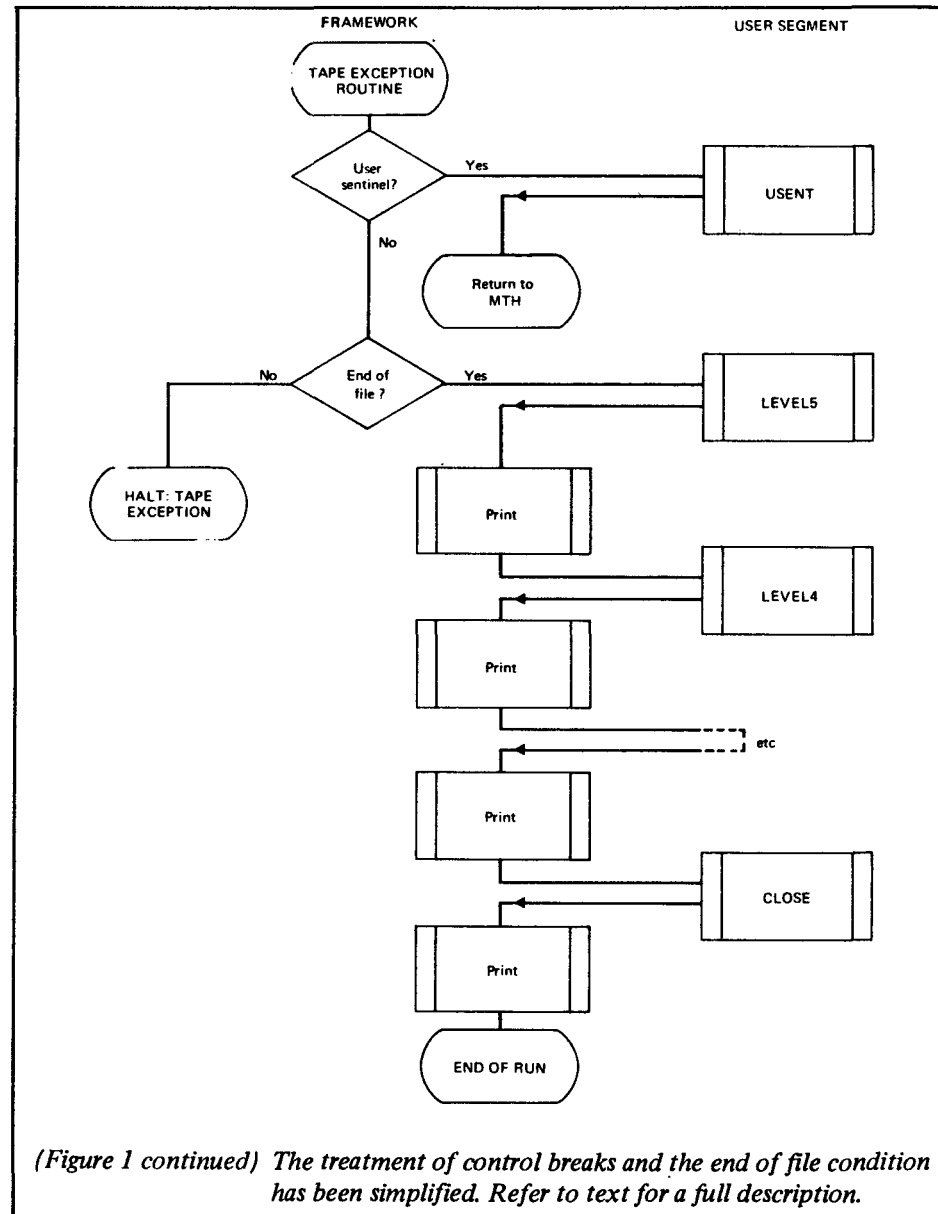 FRAMEWORK
USER SEGMENT
TAPE EXCEPTION
ROUTINE
User
sentinel?
Yes
USENT
No
Return to
MTH
End of
file ?
No
Yes
LEVEL5
HALT: TAPE
EXCEPTION
Print
LEVEL4
Print
etc
Print
CLOSE
Print
END OF RUN
(Figure 1 continued) The treatment of control breaks and the end of file condition
has been simplified. Refer to text for a full description.